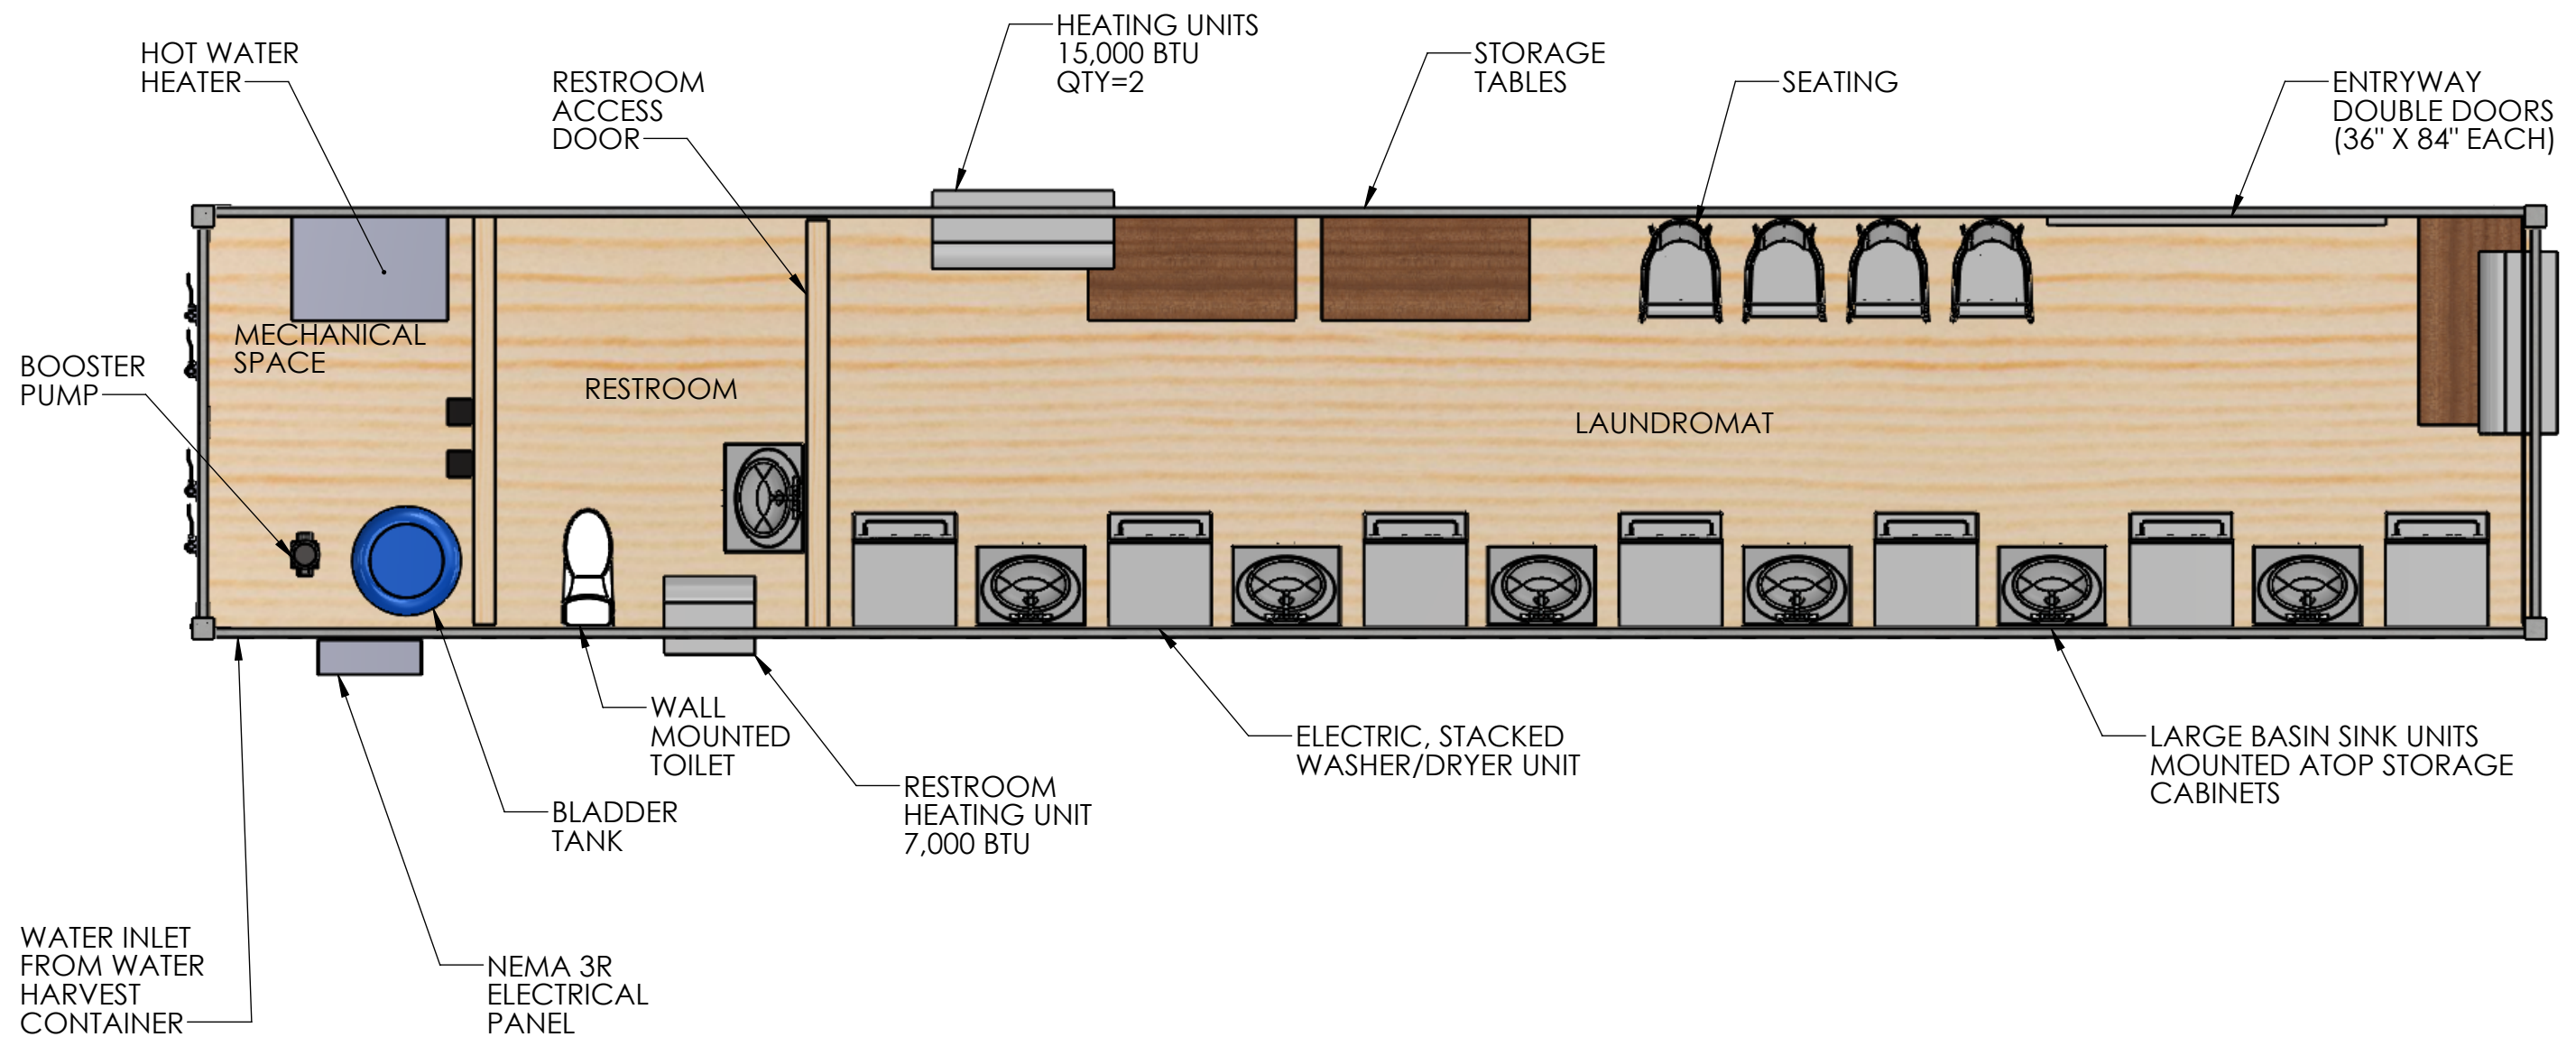 HOT WATER
HEATER
RESTROOM
ACCESS
DOOR
HEATING UNITS
15,000 BTU
QTY=2
STORAGE
TABLES
SEATING
ENTRYWAY
DOUBLE DOORS
(36" X 84" EACH)
BOOSTER
PUMP
MECHANICAL
SPACE
RESTROOM
LAUNDROMAT
WALL
MOUNTED
TOILET
BLADDER
TANK
RESTROOM
HEATING UNIT
7,000 BTU
ELECTRIC, STACKED
WASHER/DRYER UNIT
LARGE BASIN SINK UNITS
MOUNTED ATOP STORAGE
CABINETS
WATER INLET
FROM WATER
HARVEST
CONTAINER
NEMA 3R
ELECTRICAL
PANEL